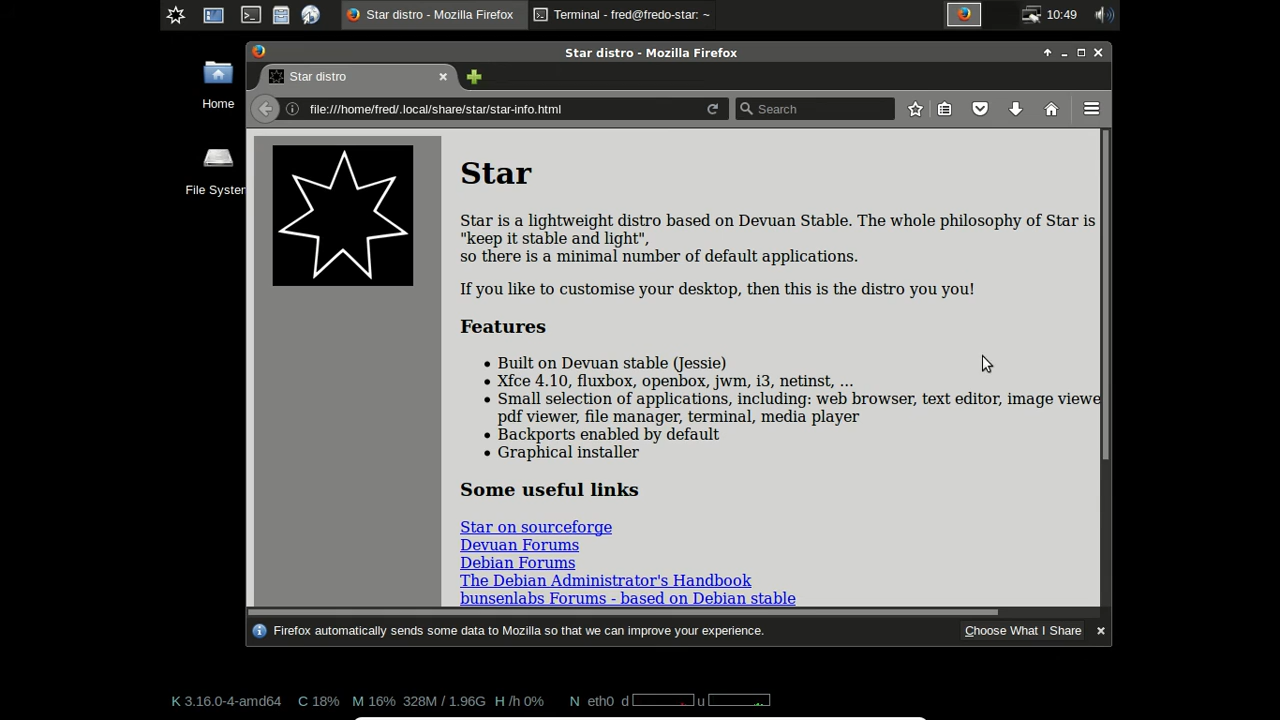 Star distro - Mozilla Firefox
Terminal - fred@fredo-star: ~
10:49
Home
File System
Star distro - Mozilla Firefox
Star distro
file:///home/fred/.local/share/star/star-info.html
Search
Star
Star is a lightweight distro based on Devuan Stable. The whole philosophy of Star is
"keep it stable and light",
so there is a minimal number of default applications.
If you like to customise your desktop, then this is the distro you you!
Features
Built on Devuan stable (Jessie)
Xfce 4.10, fluxbox, openbox, jwm, i3, netinst, ...
Small selection of applications, including: web browser, text editor, image viewe
pdf viewer, file manager, terminal, media player
Backports enabled by default
Graphical installer
Some useful links
Star on sourceforge
Devuan Forums
Debian Forums
The Debian Administrator's Handbook
bunsenlabs Forums - based on Debian stable
Firefox automatically sends some data to Mozilla so that we can improve your experience.
Choose What I Share
K 3.16.0-4-amd64 C 18% M 16% 328M / 1.96G H /h 0% N eth0 d u